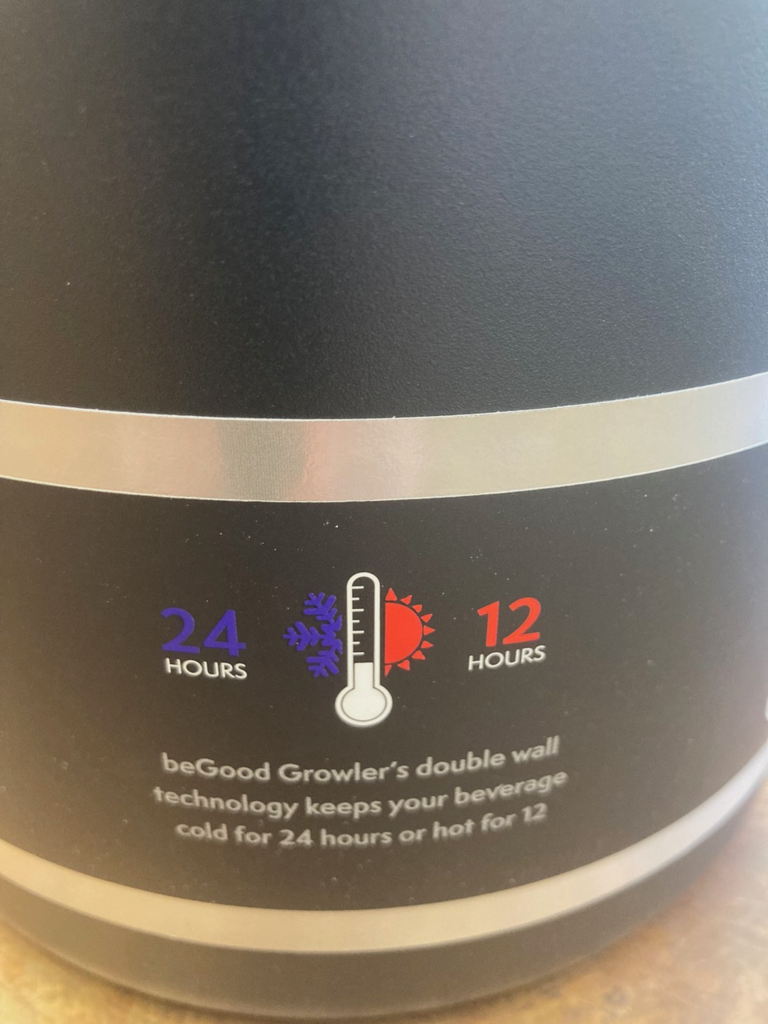 24
HOURS
12
HOURS
beGood Growler's double wall
technology keeps your beverage
cold for 24 hours or hot for 12